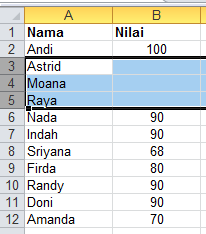 A B
1 Nama Nilai
2 Andi 100
3 Astrid
4 Moana
5 Raya
6 Nada 90
7 Indah 90
8 Sriyana 68
9 Firda 80
10 Randy 90
11 Doni 90
12 Amanda 70